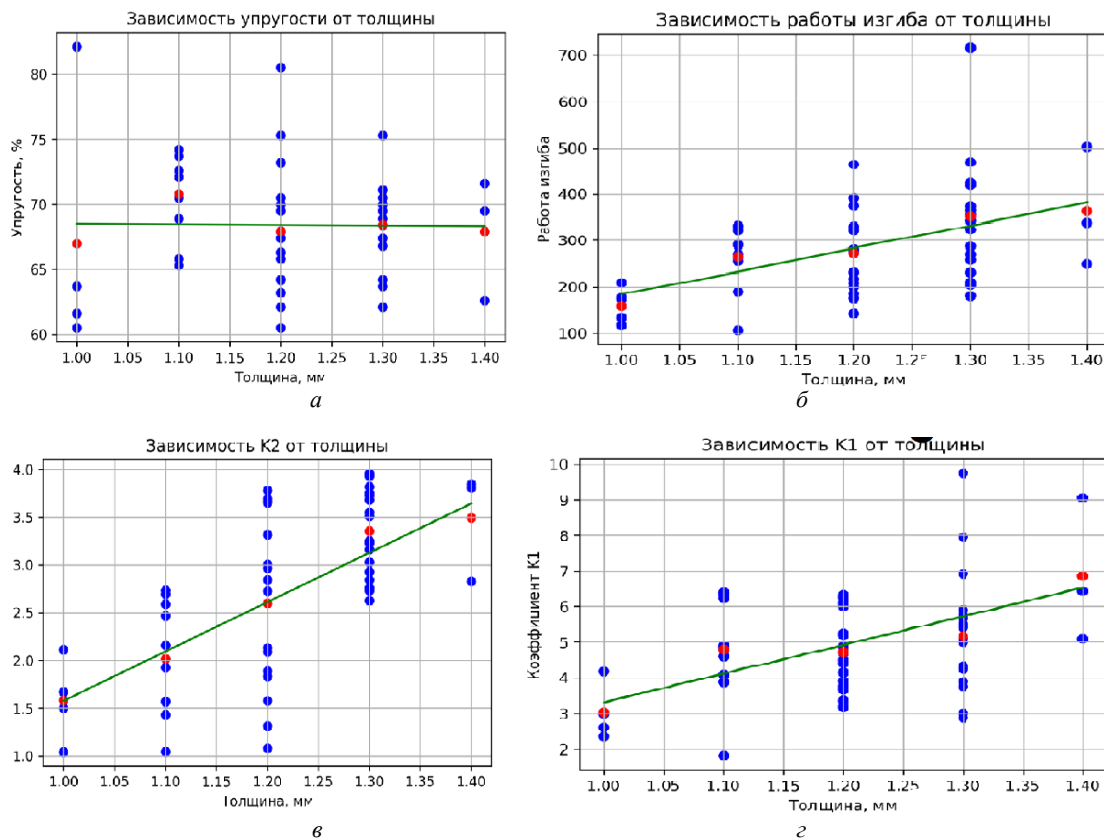 Зависимость упругости от толщины
Упругость, %
80
75
70
65
60
1.00 1.05 1.10 1.15 1.20 1.25 1.30 1.35 1.40
Толщина, мм
а
Зависимость работы изгиба от толщины
Работа изгиба
700
600
500
400
300
200
100
1.00 1.05 1.10 1.15 1.20 1.25 1.30 1.35 1.40
Толщина, мм
б
Зависимость К2 от толщины
4.0
3.5
3.0
2.5
2.0
1.5
1.0
1.00 1.05 1.10 1.15 1.20 1.25 1.30 1.35 1.40
Толщина, мм
в
Зависимость К1 от толщины
Коэффициент К1
10
9
8
7
6
5
4
3
2
1.00 1.05 1.10 1.15 1.20 1.25 1.30 1.35 1.40
Толщина, мм
г